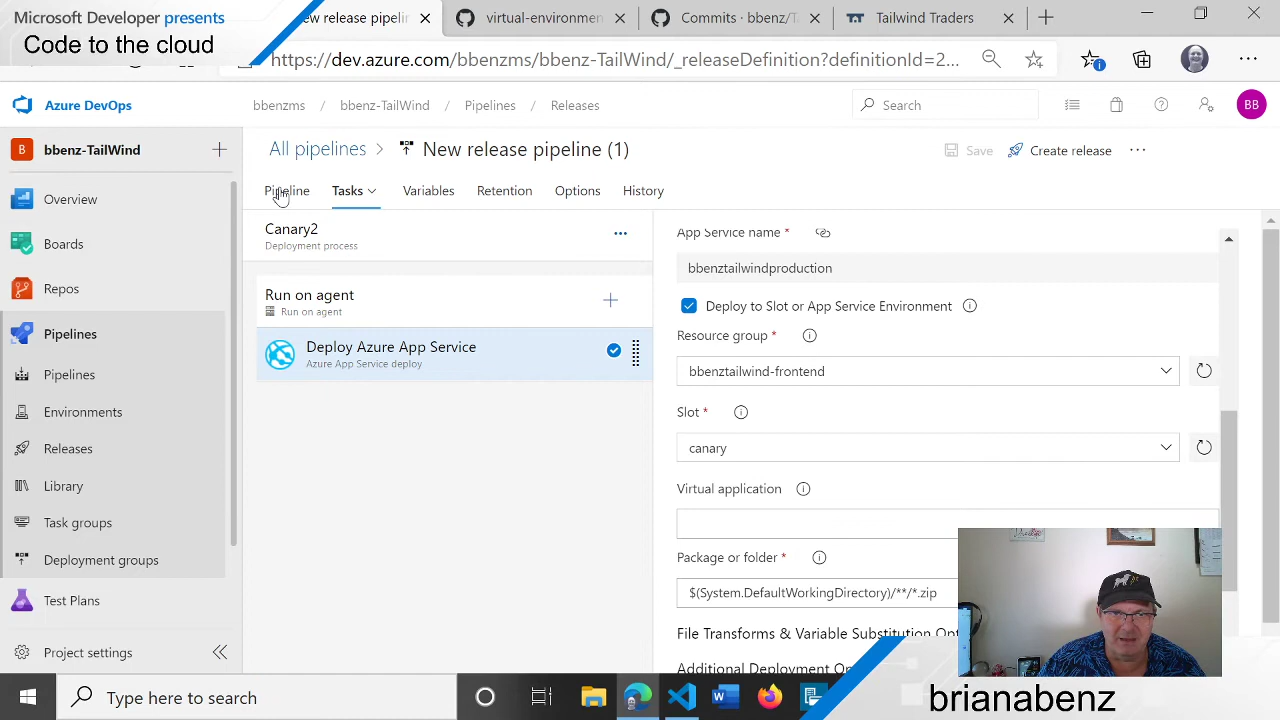 Microsoft Developer presents
Code to the cloud
new release pipelin
virtual-environmen
Commits · bbenz/T
Tailwind Traders
https://dev.azure.com/bbenzms/bbenz-TailWind/_releaseDefinition?definitionId=2...
Azure DevOps
bbenzms / bbenz-TailWind / Pipelines / Releases
Search
BB
B
bbenz-TailWind
All pipelines > New release pipeline (1)
Save
Create release
Pipeline
Tasks
Variables
Retention
Options
History
Overview
Boards
Repos
Pipelines
Pipelines
Environments
Releases
Library
Task groups
Deployment groups
Test Plans
Project settings
Canary2
Deployment process
Run on agent
Run on agent
Deploy Azure App Service
Azure App Service deploy
App Service name *
bbenztailwindproduction
Deploy to Slot or App Service Environment
Resource group *
bbenztailwind-frontend
Slot *
canary
Virtual application
Package or folder *
$(System.DefaultWorkingDirectory)/**/*.zip
File Transforms & Variable Substitution Opt
Additional Deployment Op
brianabenz
Type here to search